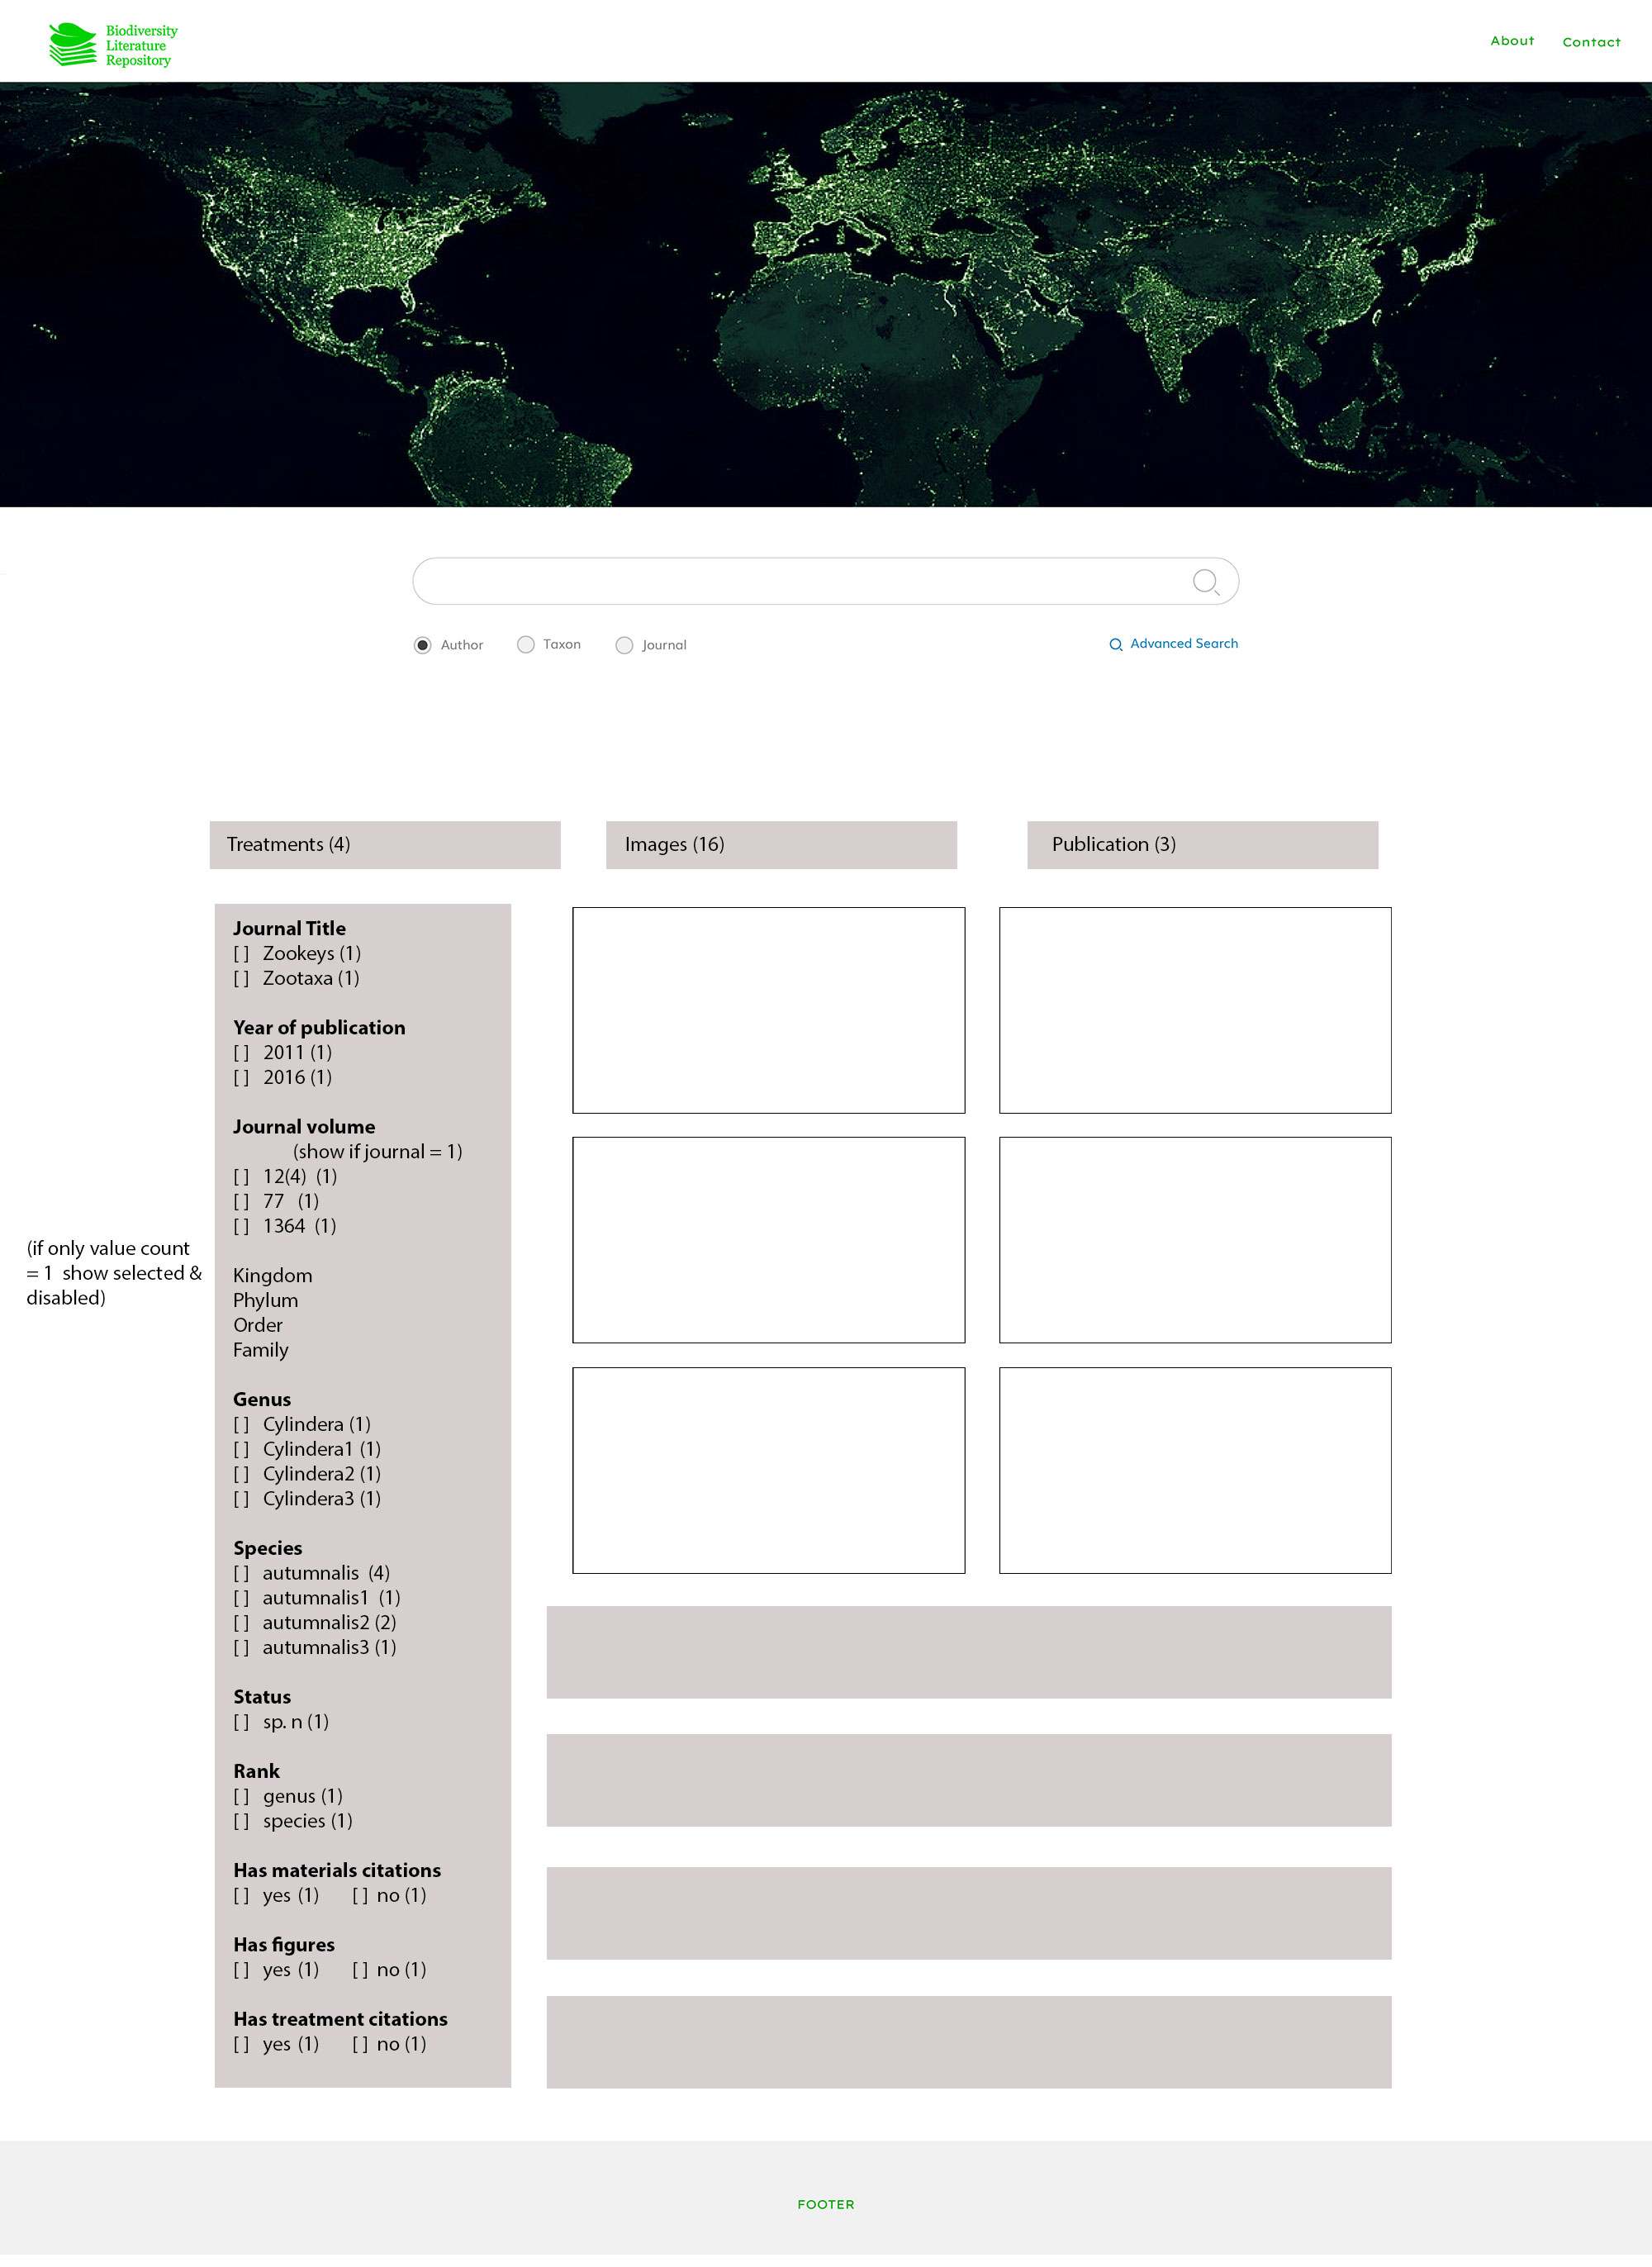 Biodiversity
Literature
Repository
About
Contact
Author
Taxon
Journal
Advanced Search
Treatments (4)
Images (16)
Publication (3)
Journal Title
[ ] Zookeys (1)
[ ] Zootaxa (1)
Year of publication
[ ] 2011 (1)
[ ] 2016 (1)
Journal volume
(show if journal = 1)
[ ] 12(4) (1)
[ ] 77 (1)
[ ] 1364 (1)
(if only value count
= 1 show selected &
disabled)
Kingdom
Phylum
Order
Family
Genus
[ ] Cylindera (1)
[ ] Cylindera1 (1)
[ ] Cylindera2 (1)
[ ] Cylindera3 (1)
Species
[ ] autumnalis (4)
[ ] autumnalis1 (1)
[ ] autumnalis2 (2)
[ ] autumnalis3 (1)
Status
[ ] sp. n (1)
Rank
[ ] genus (1)
[ ] species (1)
Has materials citations
[ ] yes (1) [ ] no (1)
Has figures
[ ] yes (1) [ ] no (1)
Has treatment citations
[ ] yes (1) [ ] no (1)
FOOTER